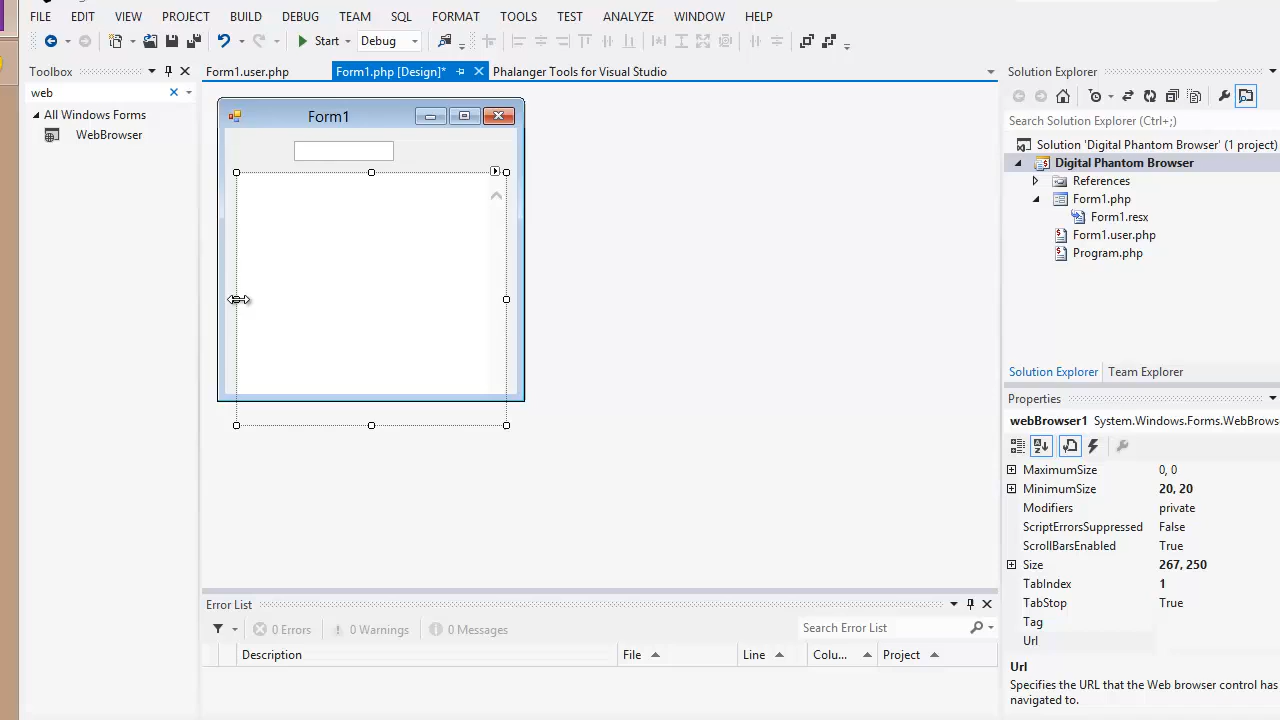 FILE EDIT VIEW PROJECT BUILD DEBUG TEAM SQL FORMAT TOOLS TEST ANALYZE WINDOW HELP
Start Debug
Toolbox Form1.user.php Form1.php [Design]* Phalanger Tools for Visual Studio Solution Explorer
web
All Windows Forms
WebBrowser
Form1
Search Solution Explorer (Ctrl+;)
Solution 'Digital Phantom Browser' (1 project)
Digital Phantom Browser
References
Form1.php
Form1.resx
Form1.user.php
Program.php
Solution Explorer Team Explorer
Properties
webBrowser1 System.Windows.Forms.WebBrows
MaximumSize 0, 0
MinimumSize 20, 20
Modifiers private
ScriptErrorsSuppressed False
ScrollBarsEnabled True
Size 267, 250
TabIndex 1
TabStop True
Tag
Url
Url
Specifies the URL that the Web browser control has
navigated to.
Error List
0 Errors 0 Warnings 0 Messages Search Error List
Description File Line Colu... Project